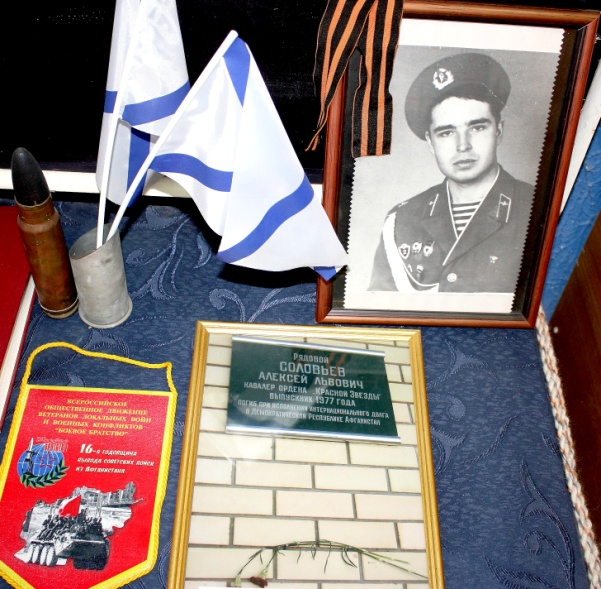 Рядовой
СОЛОВЬЕВ
АЛЕКСЕЙ ЛЬВОВИЧ
КАВАЛЕР ОРДЕНА "КРАСНОЙ ЗВЕЗДЫ"
ВЫПУСКНИК 1977 ГОДА
ПОГИБ ПРИ ИСПОЛНЕНИИ ИНТЕРНАЦИОНАЛЬНОГО ДОЛГА
В ДЕМОКРАТИЧЕСКОЙ РЕСПУБЛИКЕ АФГАНИСТАН
ВСЕРОССИЙСКОЕ
ОБЩЕСТВЕННОЕ ДВИЖЕНИЕ
ВЕТЕРАНОВ ЛОКАЛЬНЫХ ВОЙН
И ВОЕННЫХ КОНФЛИКТОВ
"БОЕВОЕ БРАТСТВО"
16-я годовщина
вывода советских войск
из Афганистана